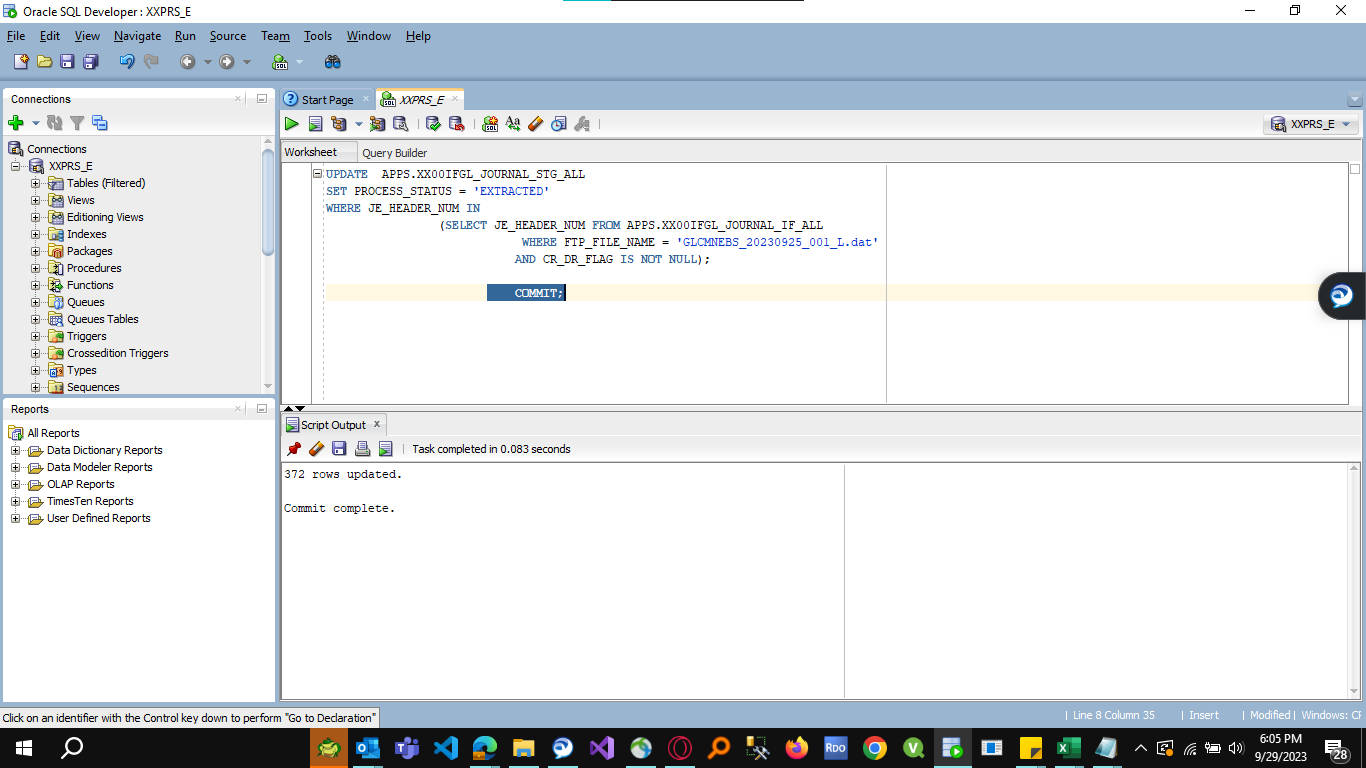 Oracle SQL Developer : XXPRS_E
File Edit View Navigate Run Source Team Tools Window Help
Connections
Connections
XXPRS_E
Tables (Filtered)
Views
Editioning Views
Indexes
Packages
Procedures
Functions
Queues
Queues Tables
Triggers
Crossedition Triggers
Types
Sequences
Reports
All Reports
Data Dictionary Reports
Data Modeler Reports
OLAP Reports
TimesTen Reports
User Defined Reports
Start Page XXPRS_E
XXPRS_E
Worksheet Query Builder
UPDATE APPS.XX00IFGL_JOURNAL_STG_ALL
SET PROCESS_STATUS = 'EXTRACTED'
WHERE JE_HEADER_NUM IN
(SELECT JE_HEADER_NUM FROM APPS.XX00IFGL_JOURNAL_IF_ALL
WHERE FTP_FILE_NAME = 'GLCMNEBS_20230925_001_L.dat'
AND CR_DR_FLAG IS NOT NULL);
COMMIT;
Script Output
Task completed in 0.083 seconds
372 rows updated.
Commit complete.
Click on an identifier with the Control key down to perform "Go to Declaration"
Line 8 Column 35 Insert Modified Windows: CF
RDO
6:05 PM
9/29/2023
28